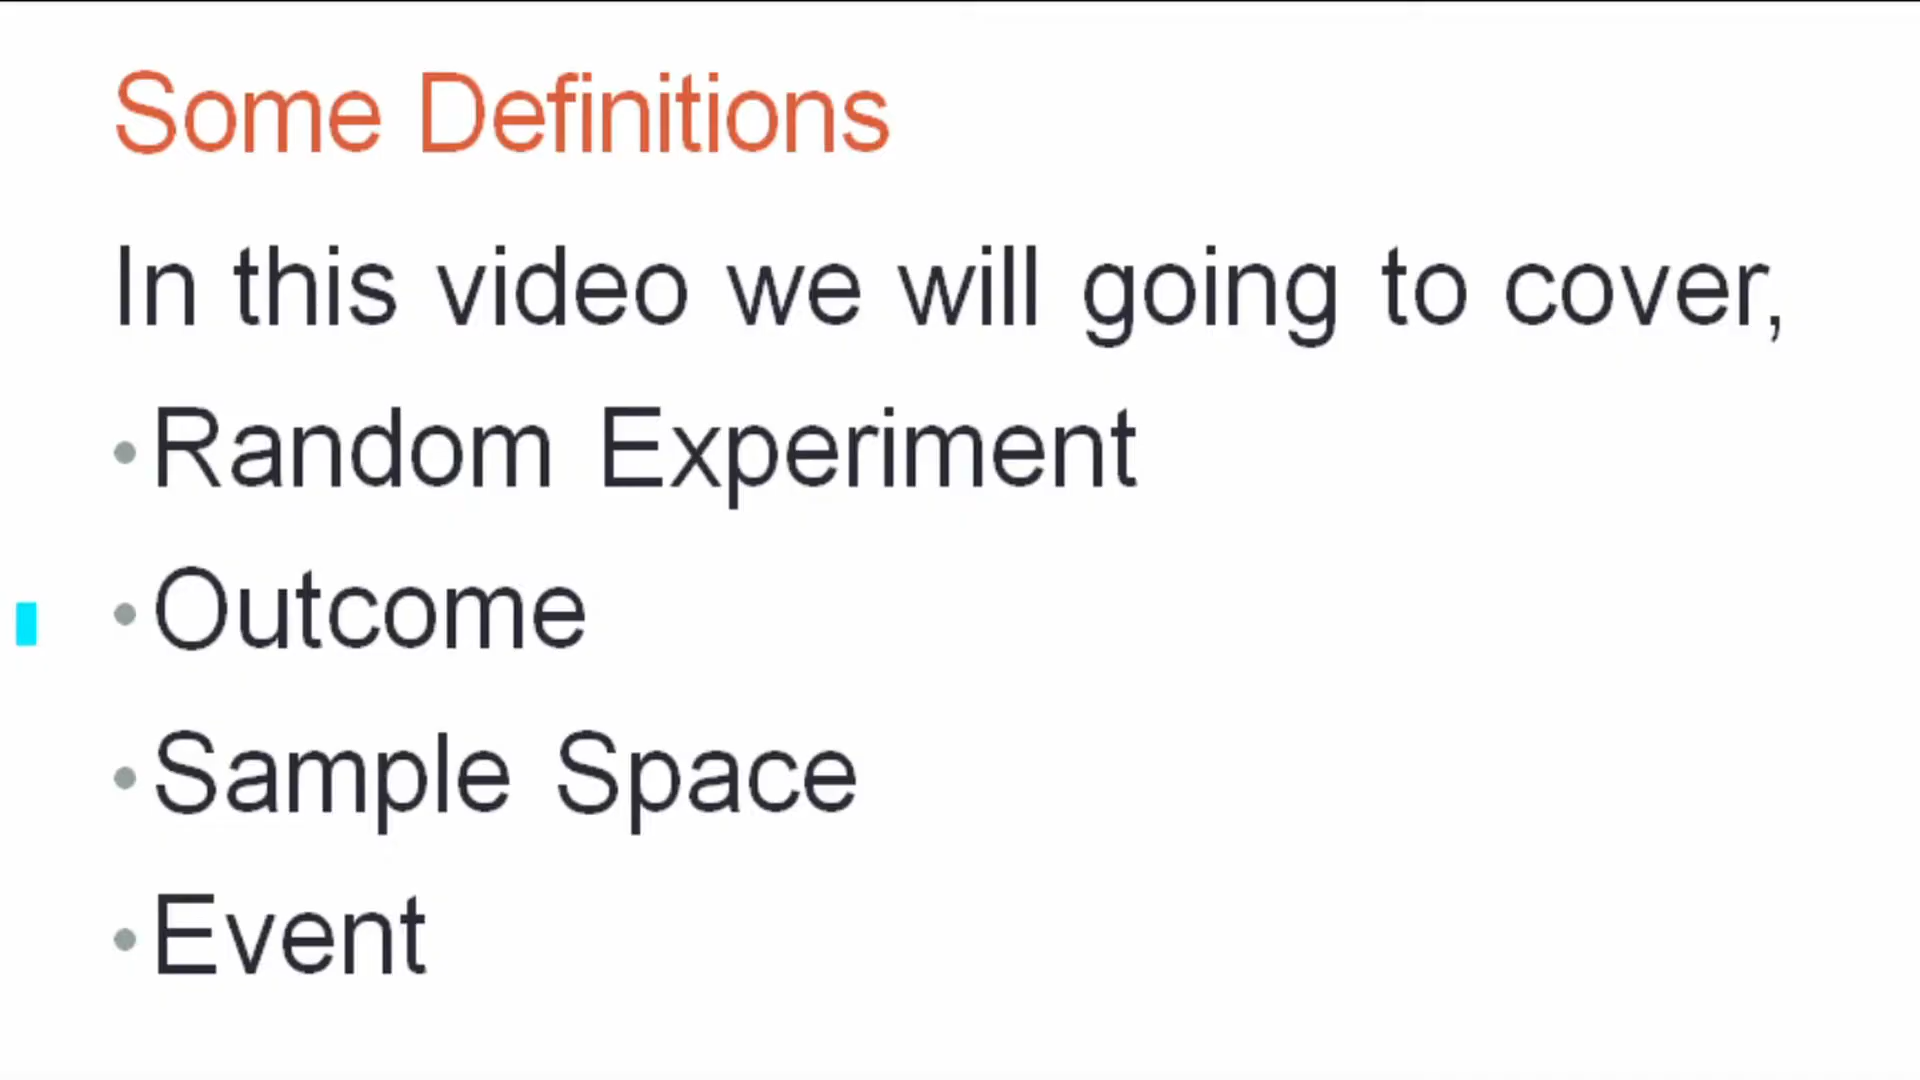 Some Definitions
In this video we will going to cover,
• Random Experiment
• Outcome
• Sample Space
• Event